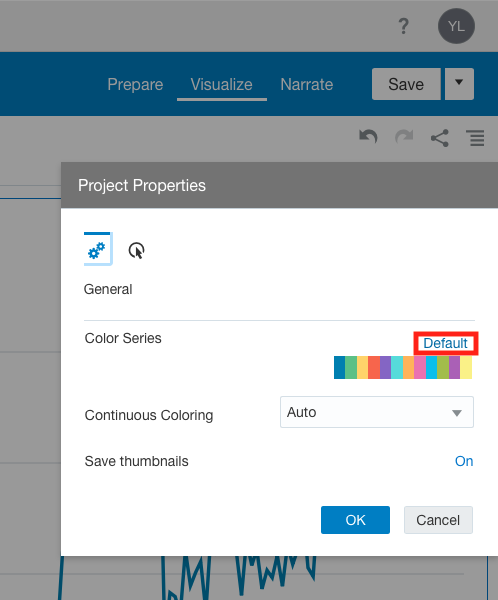 ? YL
Prepare Visualize Narrate Save
Project Properties
General
Color Series Default
Continuous Coloring Auto
Save thumbnails On
OK Cancel